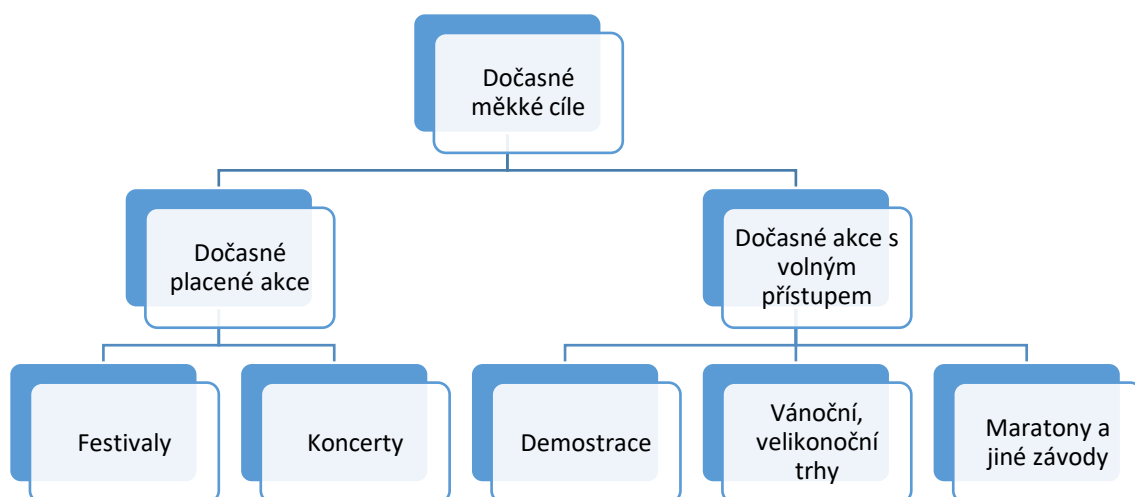 Dočasné
měkké cíle
Dočasné
placené akce
Dočasné akce s
volným
přístupem
Festivaly
Koncerty
Demostrace
Vánoční,
velikonoční
trhy
Maratony a
jiné závody